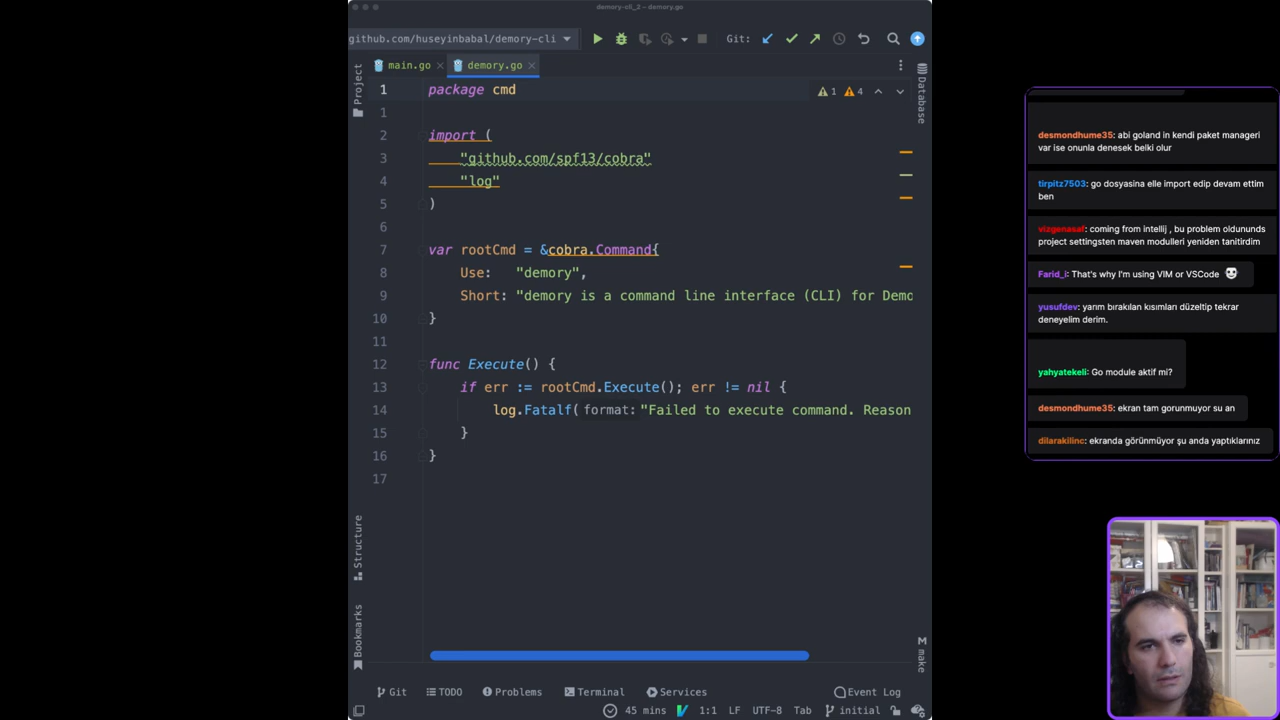 demory-cli_2 – demory.go
github.com/huseyinbabal/demory-cli
Git:
main.go
demory.go
Project
Database
1 package cmd
1 4
1
2 import (
3 "github.com/spf13/cobra"
4 "log"
5 )
6
7 var rootCmd = &cobra.Command{
8 Use: "demory",
9 Short: "demory is a command line interface (CLI) for Demo
10 }
11
12 func Execute() {
13 if err := rootCmd.Execute(); err != nil {
14 log.Fatalf( format: "Failed to execute command. Reason
15 }
16 }
17
Structure
Bookmarks
make
Git
TODO
Problems
Terminal
Services
Event Log
45 mins
1:1
LF
UTF-8
Tab
initial
desmondhume35: abi goland in kendi paket manageri
var ise onunla denesek belki olur
tirpitz7503: go dosyasina elle import edip devam ettim
ben
vizgenasaf: coming from intellij , bu problem oldununds
project settingsten maven modulleri yeniden tanitirdim
Farid_i: That's why I'm using VIM or VSCode
yusufdev: yarım bırakılan kısımları düzeltip tekrar
deneyelim derim.
yahyatekeli: Go module aktif mi?
desmondhume35: ekran tam gorunmuyor su an
dilarakilinc: ekranda görünmüyor şu anda yaptıklarınız